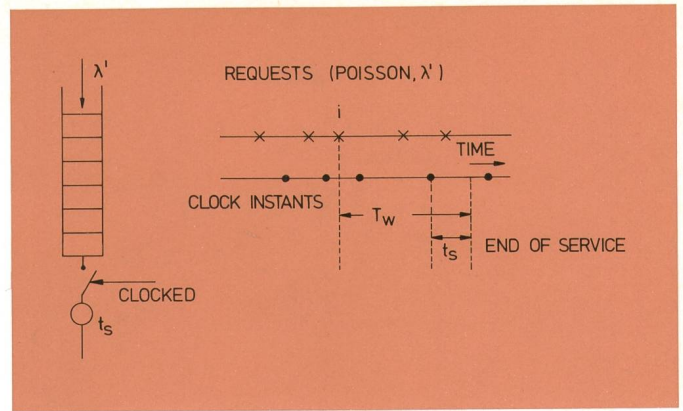 λ'
REQUESTS (POISSON, λ')
i
TIME
CLOCK INSTANTS
T_W
t_S
END OF SERVICE
CLOCKED
t_S